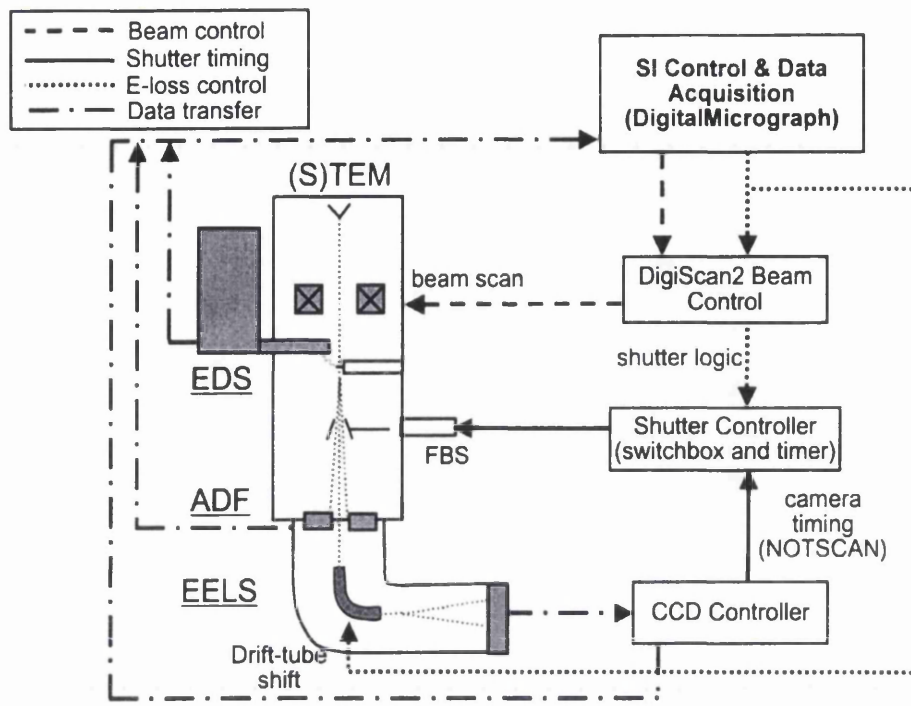 Beam control
Shutter timing
E-loss control
Data transfer
SI Control & Data
Acquisition
(DigitalMicrograph)
(S)TEM
beam scan
DigiScan2 Beam
Control
EDS
shutter logic
Shutter Controller
(switchbox and timer)
FBS
ADF
camera
timing
(NOTSCAN)
EELS
CCD Controller
Drift-tube
shift